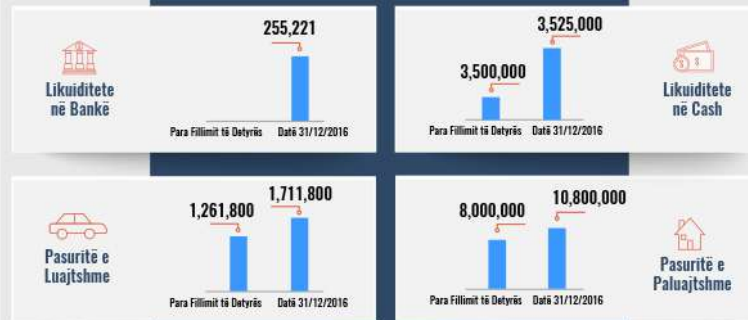 255,221
Likuiditete
në Bankë
Para Fillimit të Detyrës Datë 31/12/2016
3,525,000
3,500,000
Likuiditete
në Cash
Para Fillimit të Detyrës Datë 31/12/2016
1,711,800
1,261,800
Pasuritë e
Luajtshme
Para Fillimit të Detyrës Datë 31/12/2016
10,800,000
8,000,000
Pasuritë e
Paluajtshme
Para Fillimit të Detyrës Datë 31/12/2016